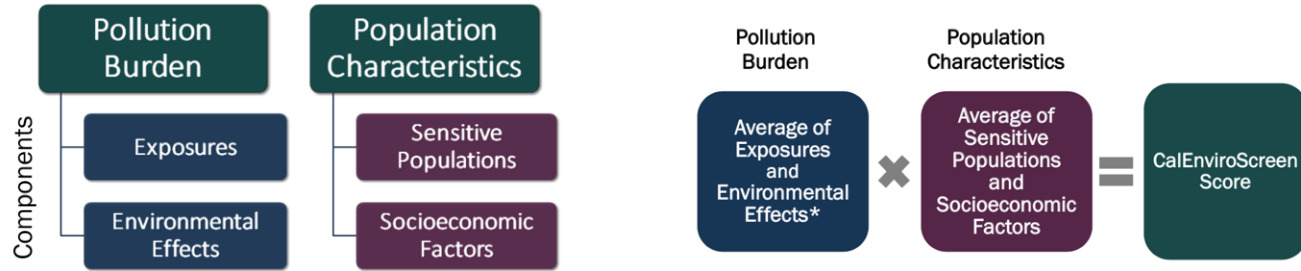 Pollution
Burden
Population
Characteristics
Components
Exposures
Sensitive
Populations
Environmental
Effects
Socioeconomic
Factors
Pollution
Burden
Population
Characteristics
Average of
Exposures
and
Environmental
Effects*
✖
Average of
Sensitive
Populations
and
Socioeconomic
Factors
=
CalEnviroScreen
Score